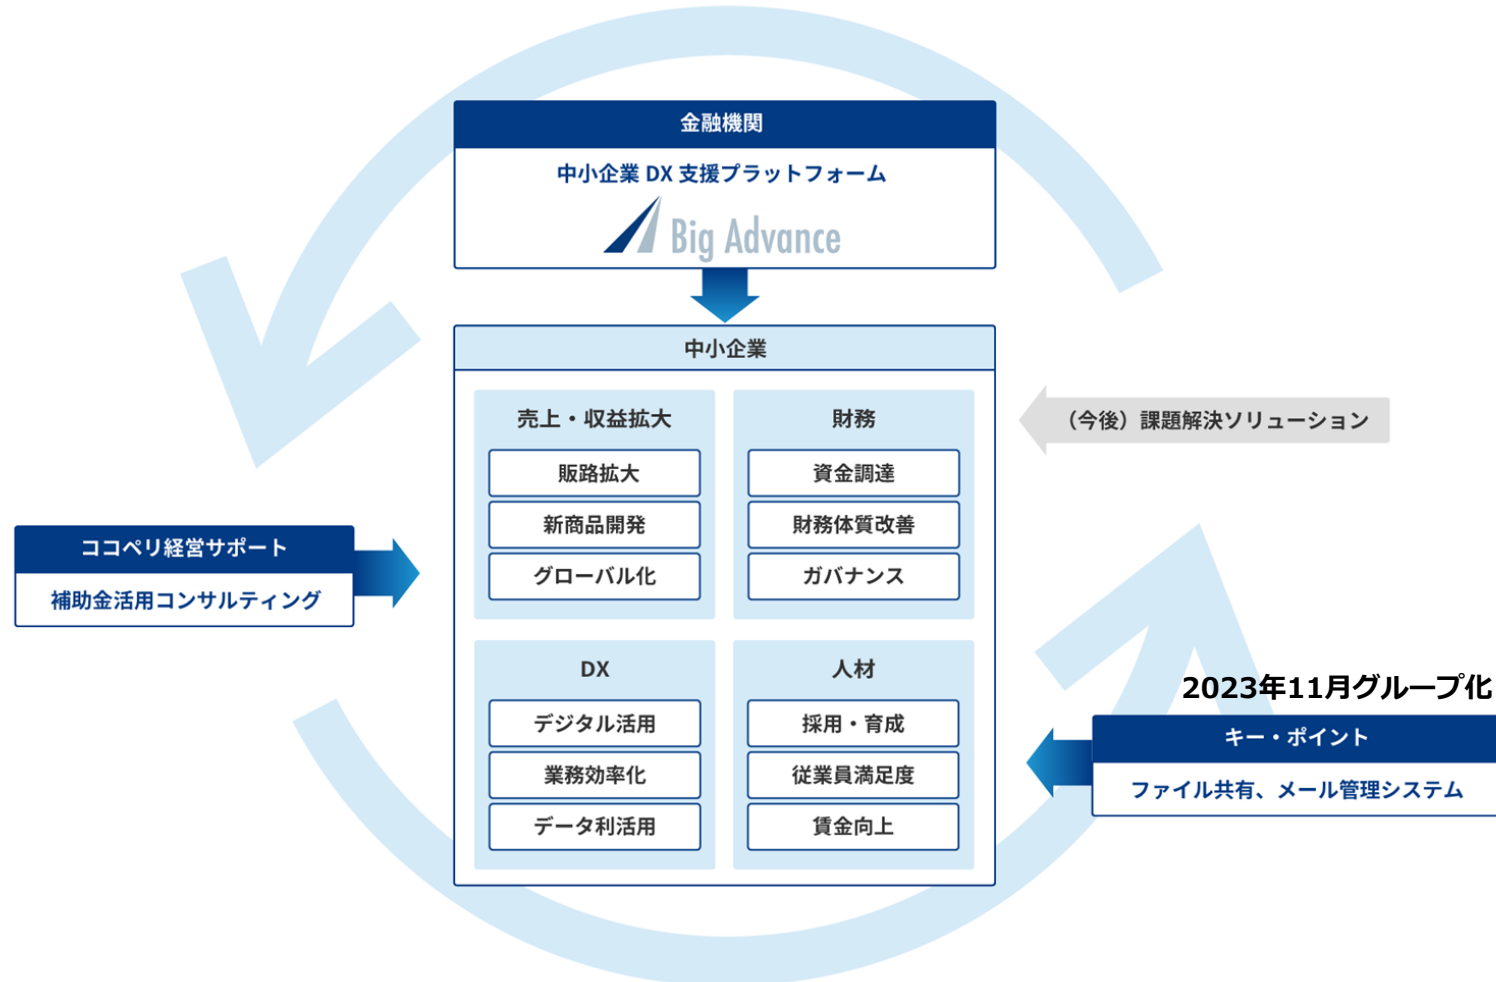 金融機関
中小企業 DX 支援プラットフォーム
Big Advance
中小企業
売上・収益拡大
販路拡大
新商品開発
グローバル化
財務
資金調達
財務体質改善
ガバナンス
DX
デジタル活用
業務効率化
データ利活用
人材
採用・育成
従業員満足度
賃金向上
（今後）課題解決ソリューション
ココペリ経営サポート
補助金活用コンサルティング
2023年11月グループ化
キー・ポイント
ファイル共有、メール管理システム